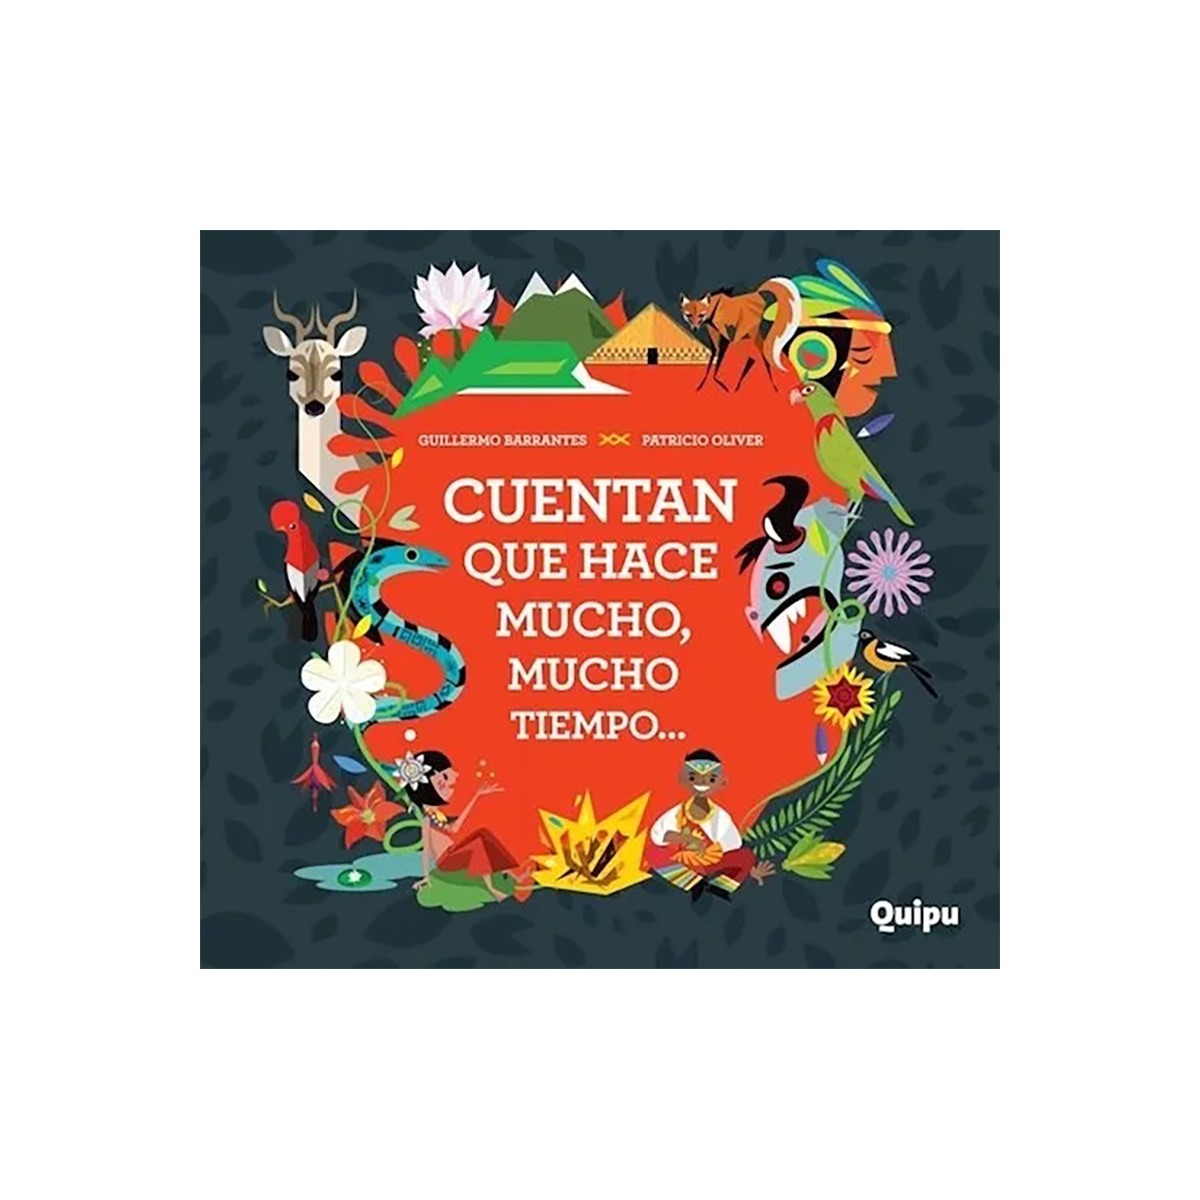 GUILLERMO BARRANTES PATRICIO OLIVER
CUENTAN
QUE HACE
MUCHO,
MUCHO
TIEMPO...
Quipu